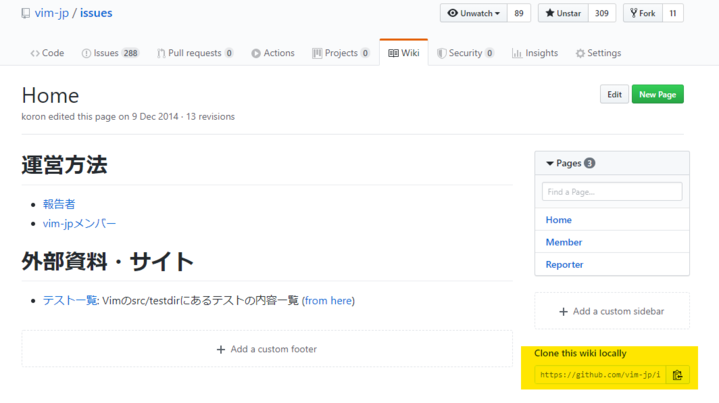 vim-jp / issues
Unwatch 89
Unstar 309
Fork 11
Code
Issues 288
Pull requests 0
Actions
Projects 0
Wiki
Security 0
Insights
Settings
Home
Edit
New Page
koron edited this page on 9 Dec 2014 · 13 revisions
運営方法
報告者
vim-jpメンバー
外部資料・サイト
テスト一覧: Vimのsrc/testdirにあるテストの内容一覧 (from here)
Add a custom footer
Pages 3
Find a Page...
Home
Member
Reporter
Add a custom sidebar
Clone this wiki locally
https://github.com/vim-jp/i